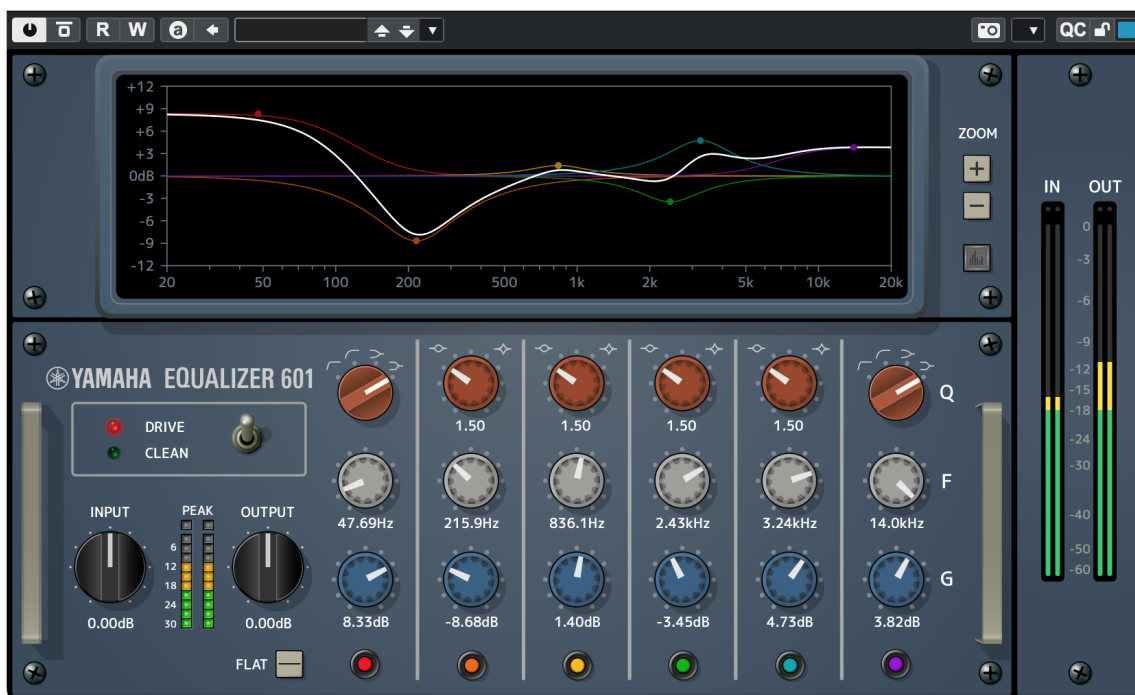 R W a QC
+12
+9
+6
+3
0dB
-3
-6
-9
-12
20 50 100 200 500 1k 2k 5k 10k 20k
ZOOM
+
−
IN OUT
0
-3
-6
-9
-12
-15
-18
-24
-30
-40
-50
-60
YAMAHA EQUALIZER 601
DRIVE
CLEAN
Q
1.50 1.50 1.50 1.50
F
47.69Hz 215.9Hz 836.1Hz 2.43kHz 3.24kHz 14.0kHz
INPUT PEAK OUTPUT
6
12
18
24
30
G
0.00dB 0.00dB 8.33dB -8.68dB 1.40dB -3.45dB 4.73dB 3.82dB
FLAT